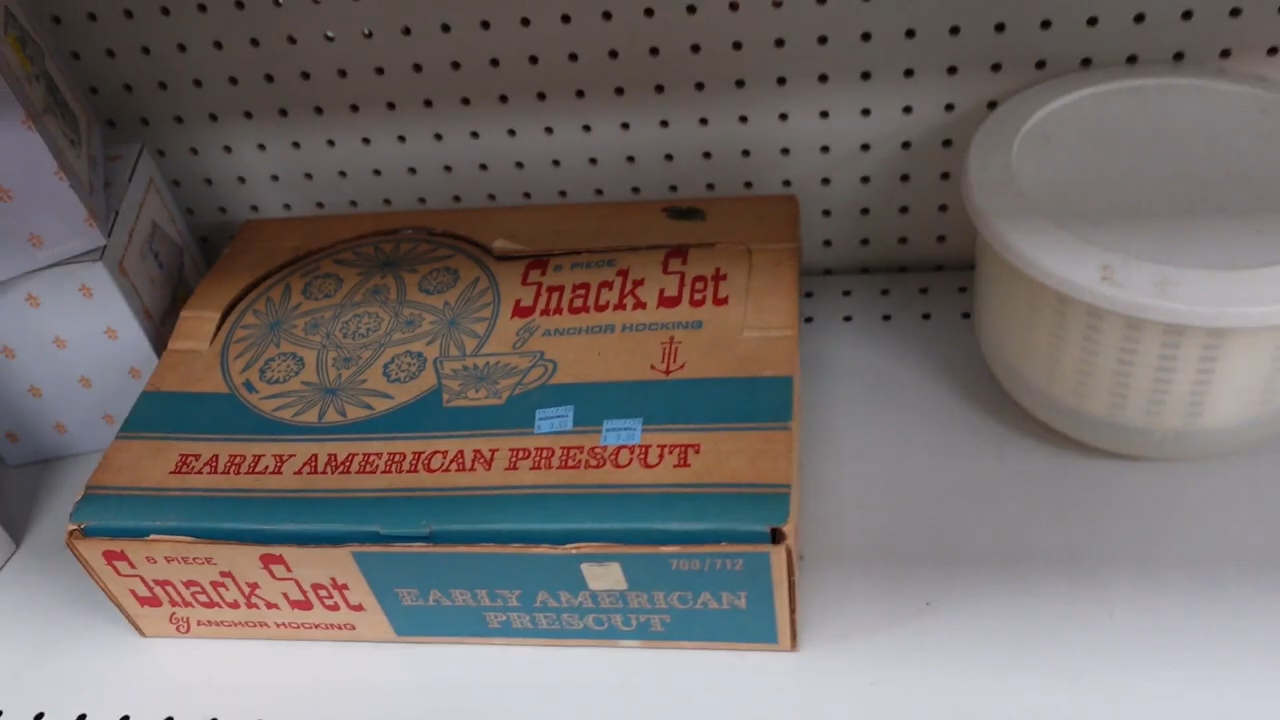 8 PIECE
Snack Set
by ANCHOR HOCKING
EARLY AMERICAN PRESCUT
8 PIECE
Snack Set
by ANCHOR HOCKING
700/712
EARLY AMERICAN
PRESCUT